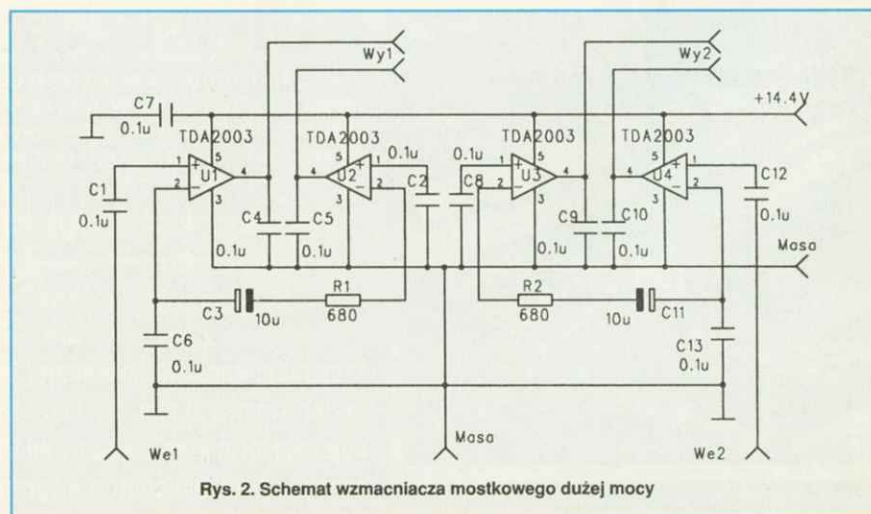 Wy1
Wy2
C7
0.1u
+14.4V
TDA2003
TDA2003
TDA2003
TDA2003
0.1u
0.1u
C1
0.1u
1
2
+
−
U1
5
3
4
4
U2
5
3
+
−
1
2
C2
C8
1
2
+
−
U3
5
3
4
4
U4
5
3
+
−
1
2
C12
0.1u
C4
0.1u
C5
0.1u
C9
0.1u
C10
0.1u
Masa
C3
10u
R1
680
R2
680
10u
C11
C6
0.1u
C13
0.1u
We1
Masa
We2
Rys. 2. Schemat wzmacniacza mostkowego dużej mocy